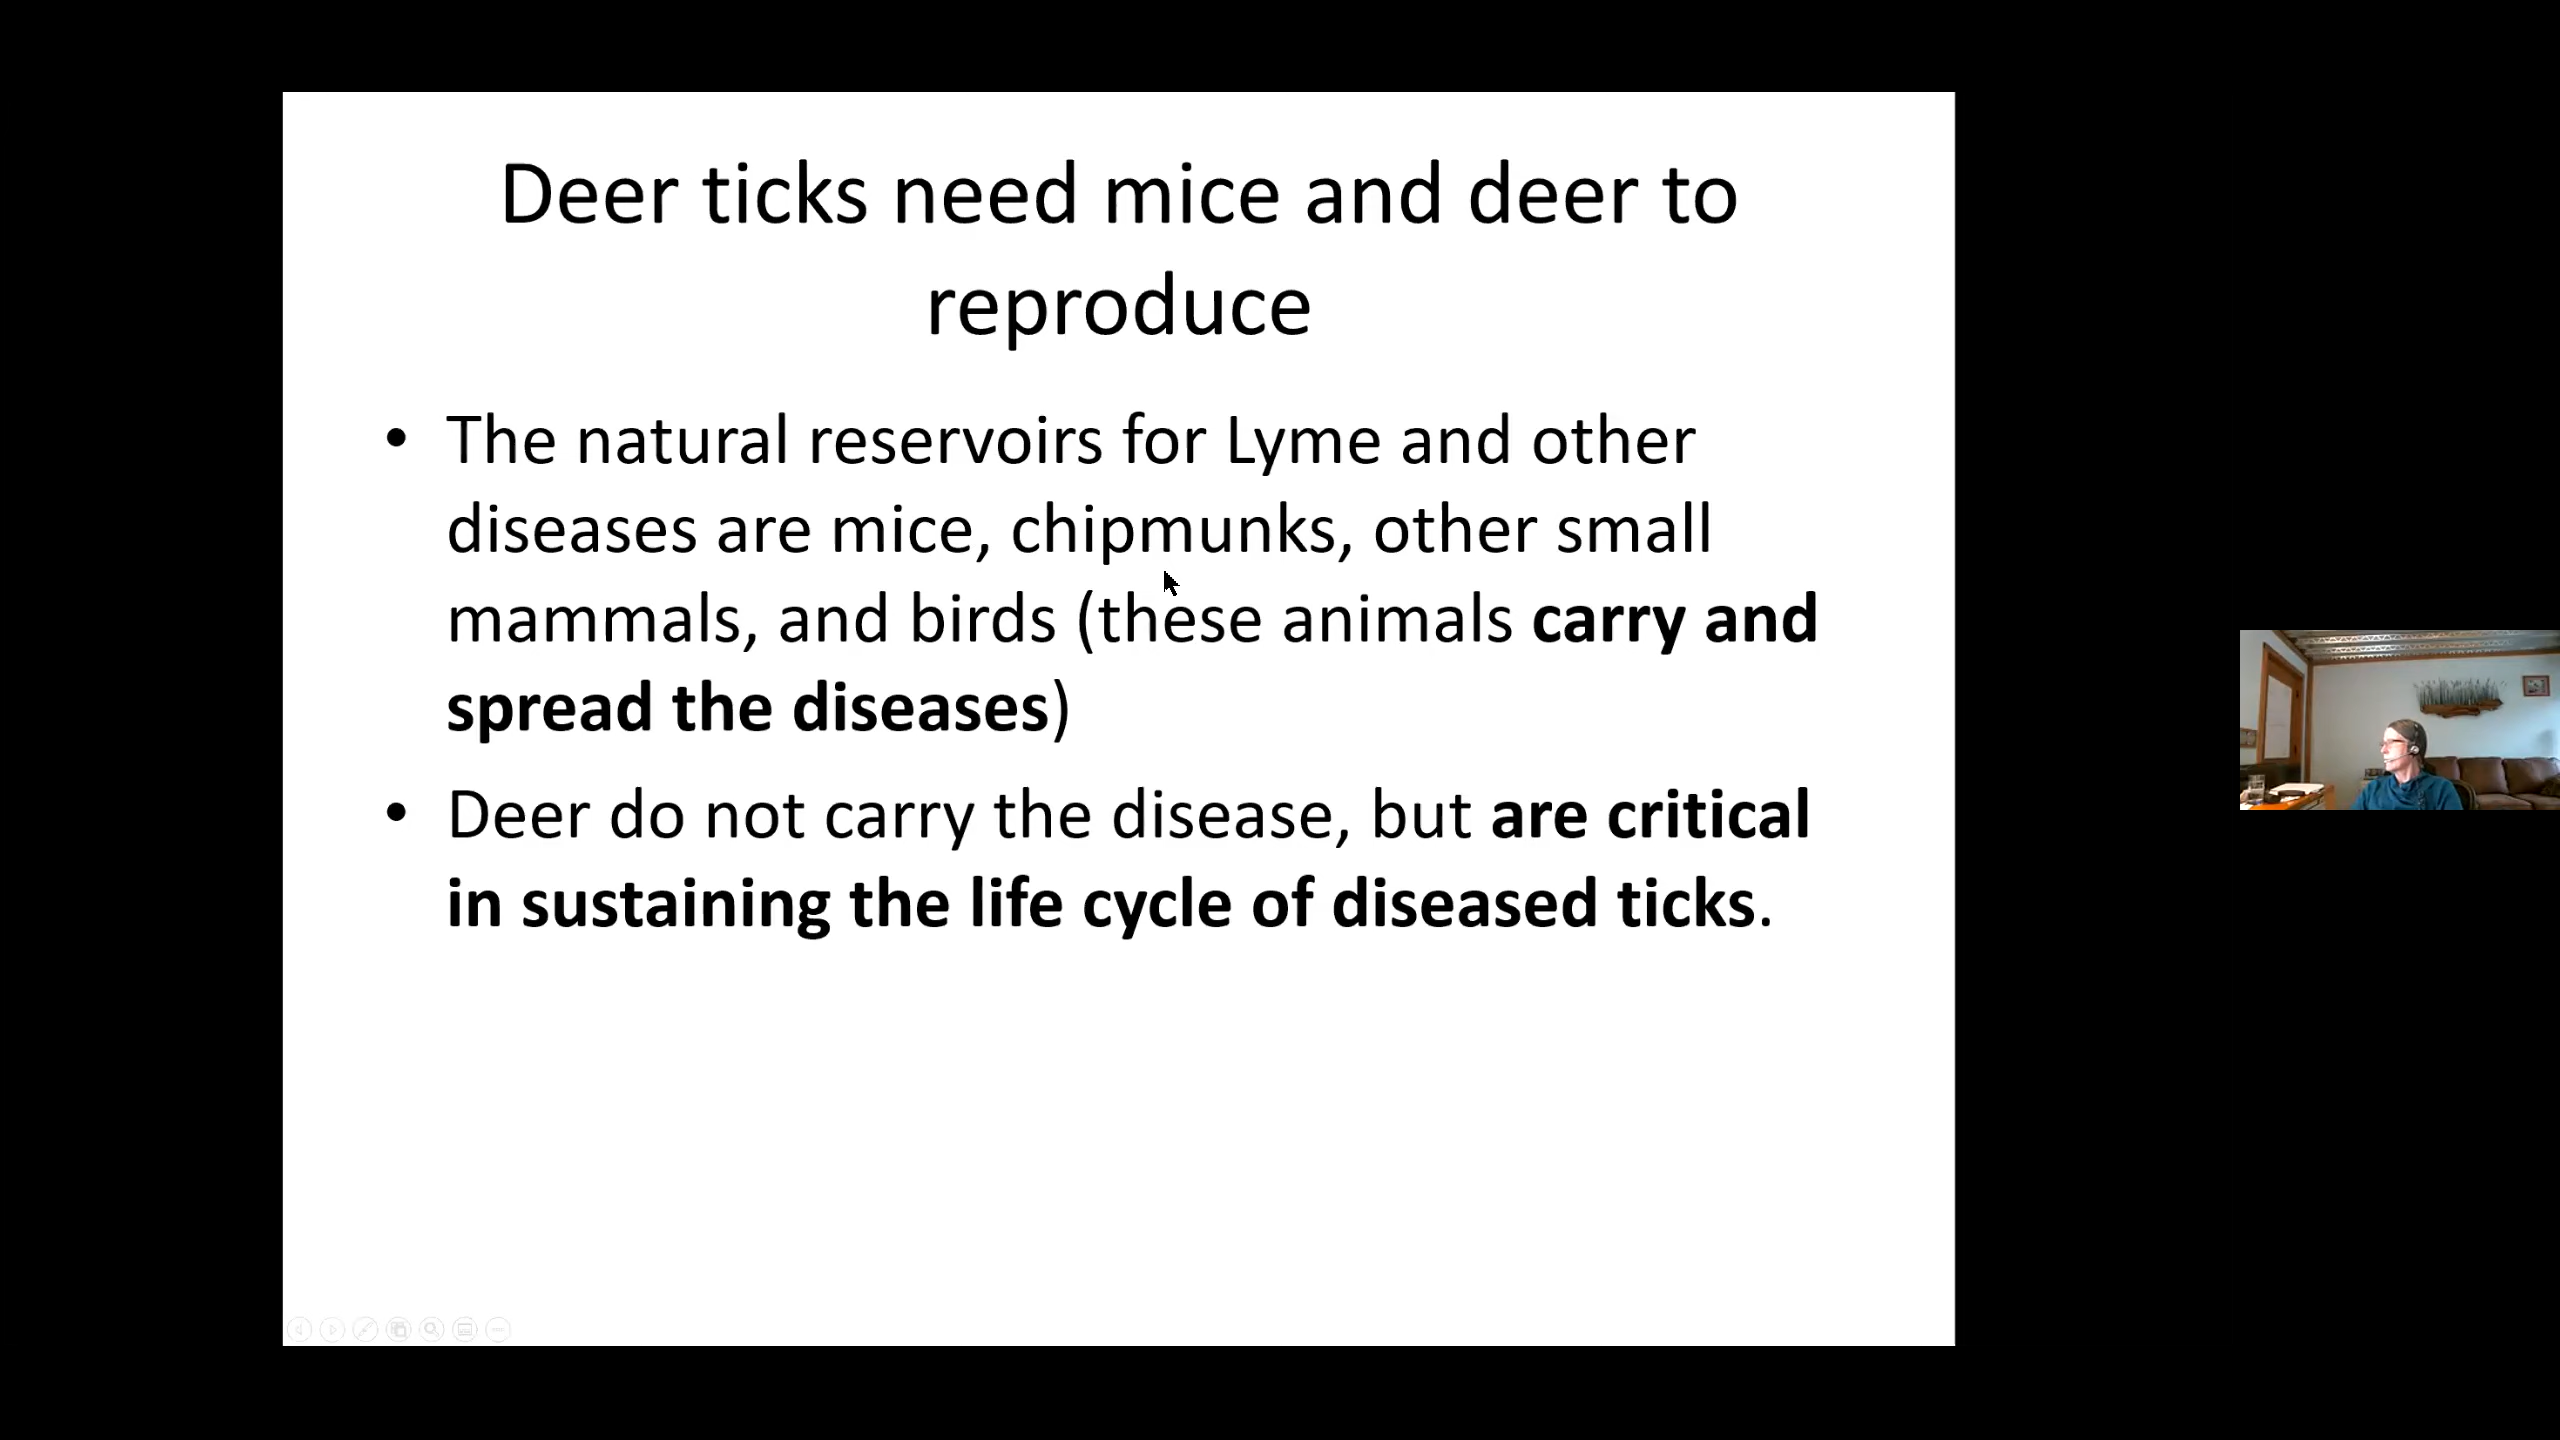 Deer ticks need mice and deer to
reproduce
• The natural reservoirs for Lyme and other
diseases are mice, chipmunks, other small
mammals, and birds (these animals carry and
spread the diseases)
• Deer do not carry the disease, but are critical
in sustaining the life cycle of diseased ticks.